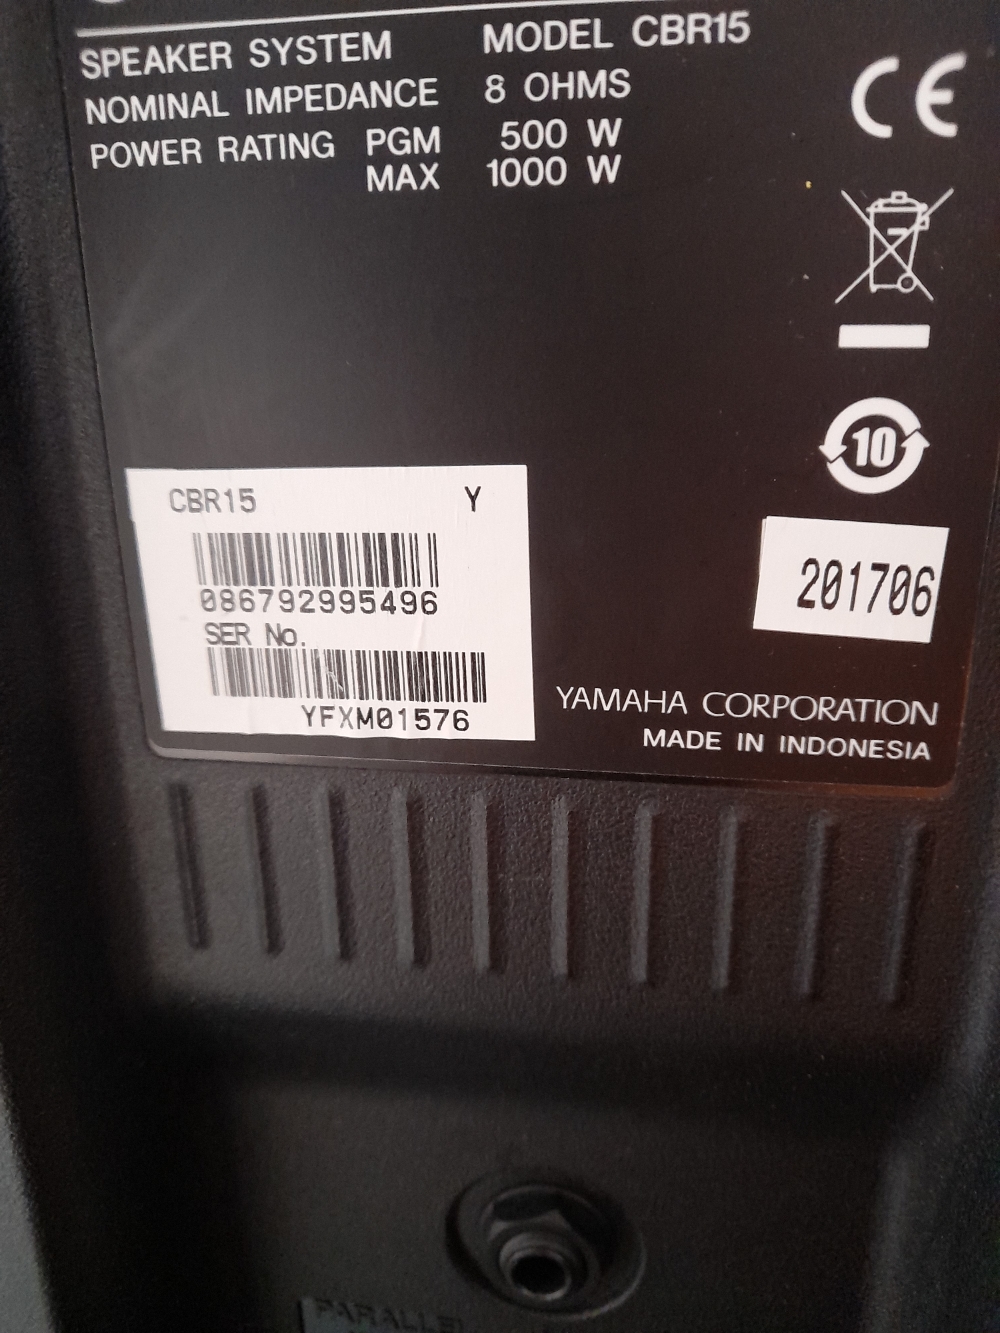 SPEAKER SYSTEM MODEL CBR15
NOMINAL IMPEDANCE 8 OHMS
POWER RATING PGM 500 W
MAX 1000 W
CE
10
CBR15 Y
086792995496
SER No.
YFXM01576
201706
YAMAHA CORPORATION
MADE IN INDONESIA
PARALLEL